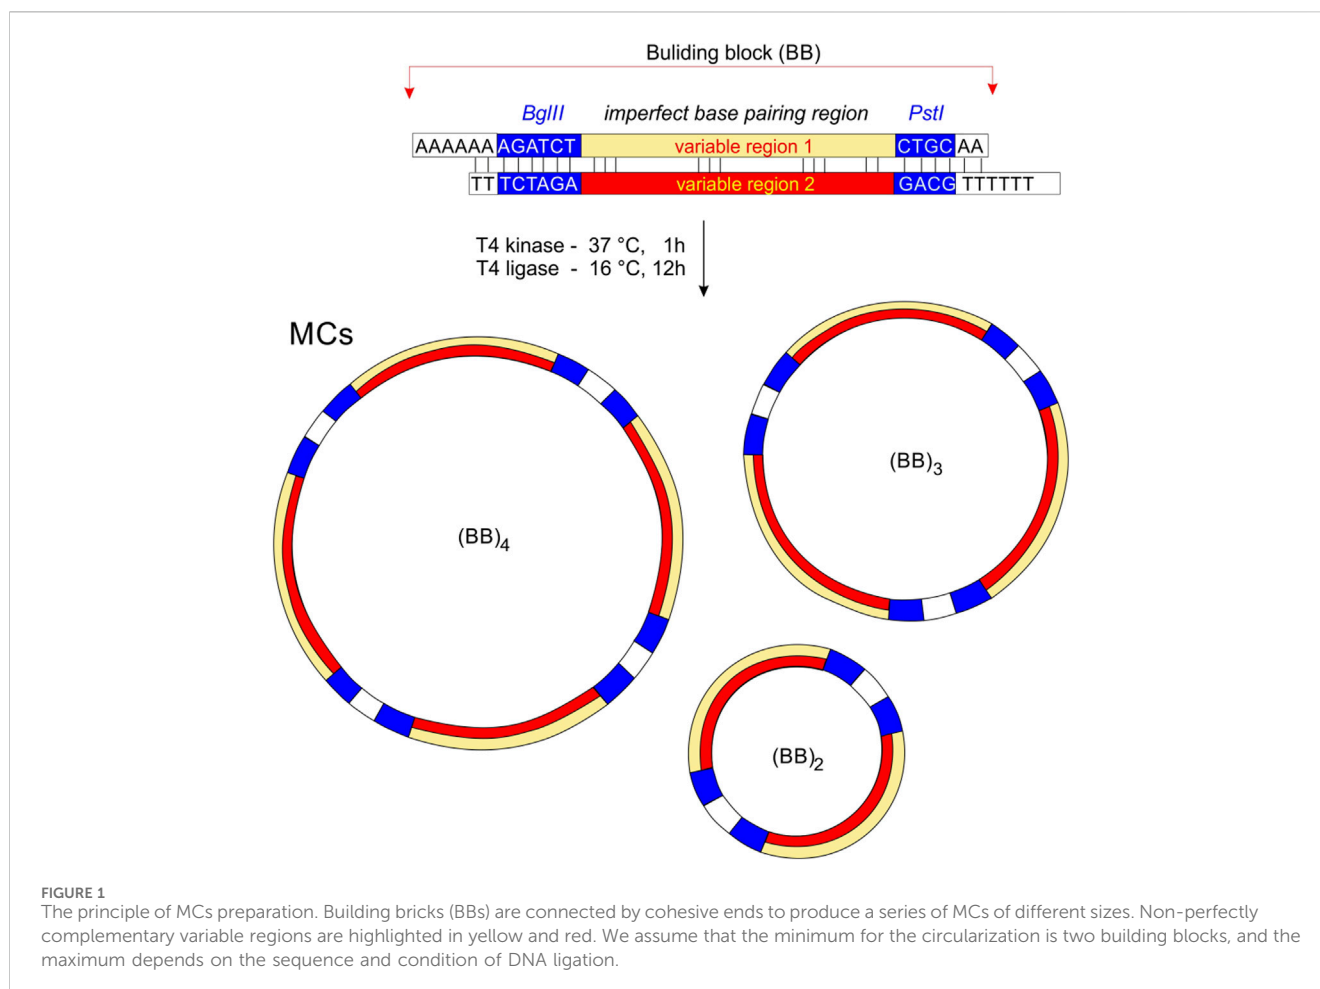 Buliding block (BB)
BglII imperfect base pairing region PstI
AAAAAA AGATCT variable region 1 CTGC AA
TT TCTAGA variable region 2 GACG TTTTTT
T4 kinase - 37 °C, 1h
T4 ligase - 16 °C, 12h
MCs
(BB)3
(BB)4
(BB)2
FIGURE 1
The principle of MCs preparation. Building bricks (BBs) are connected by cohesive ends to produce a series of MCs of different sizes. Non-perfectly
complementary variable regions are highlighted in yellow and red. We assume that the minimum for the circularization is two building blocks, and the
maximum depends on the sequence and condition of DNA ligation.